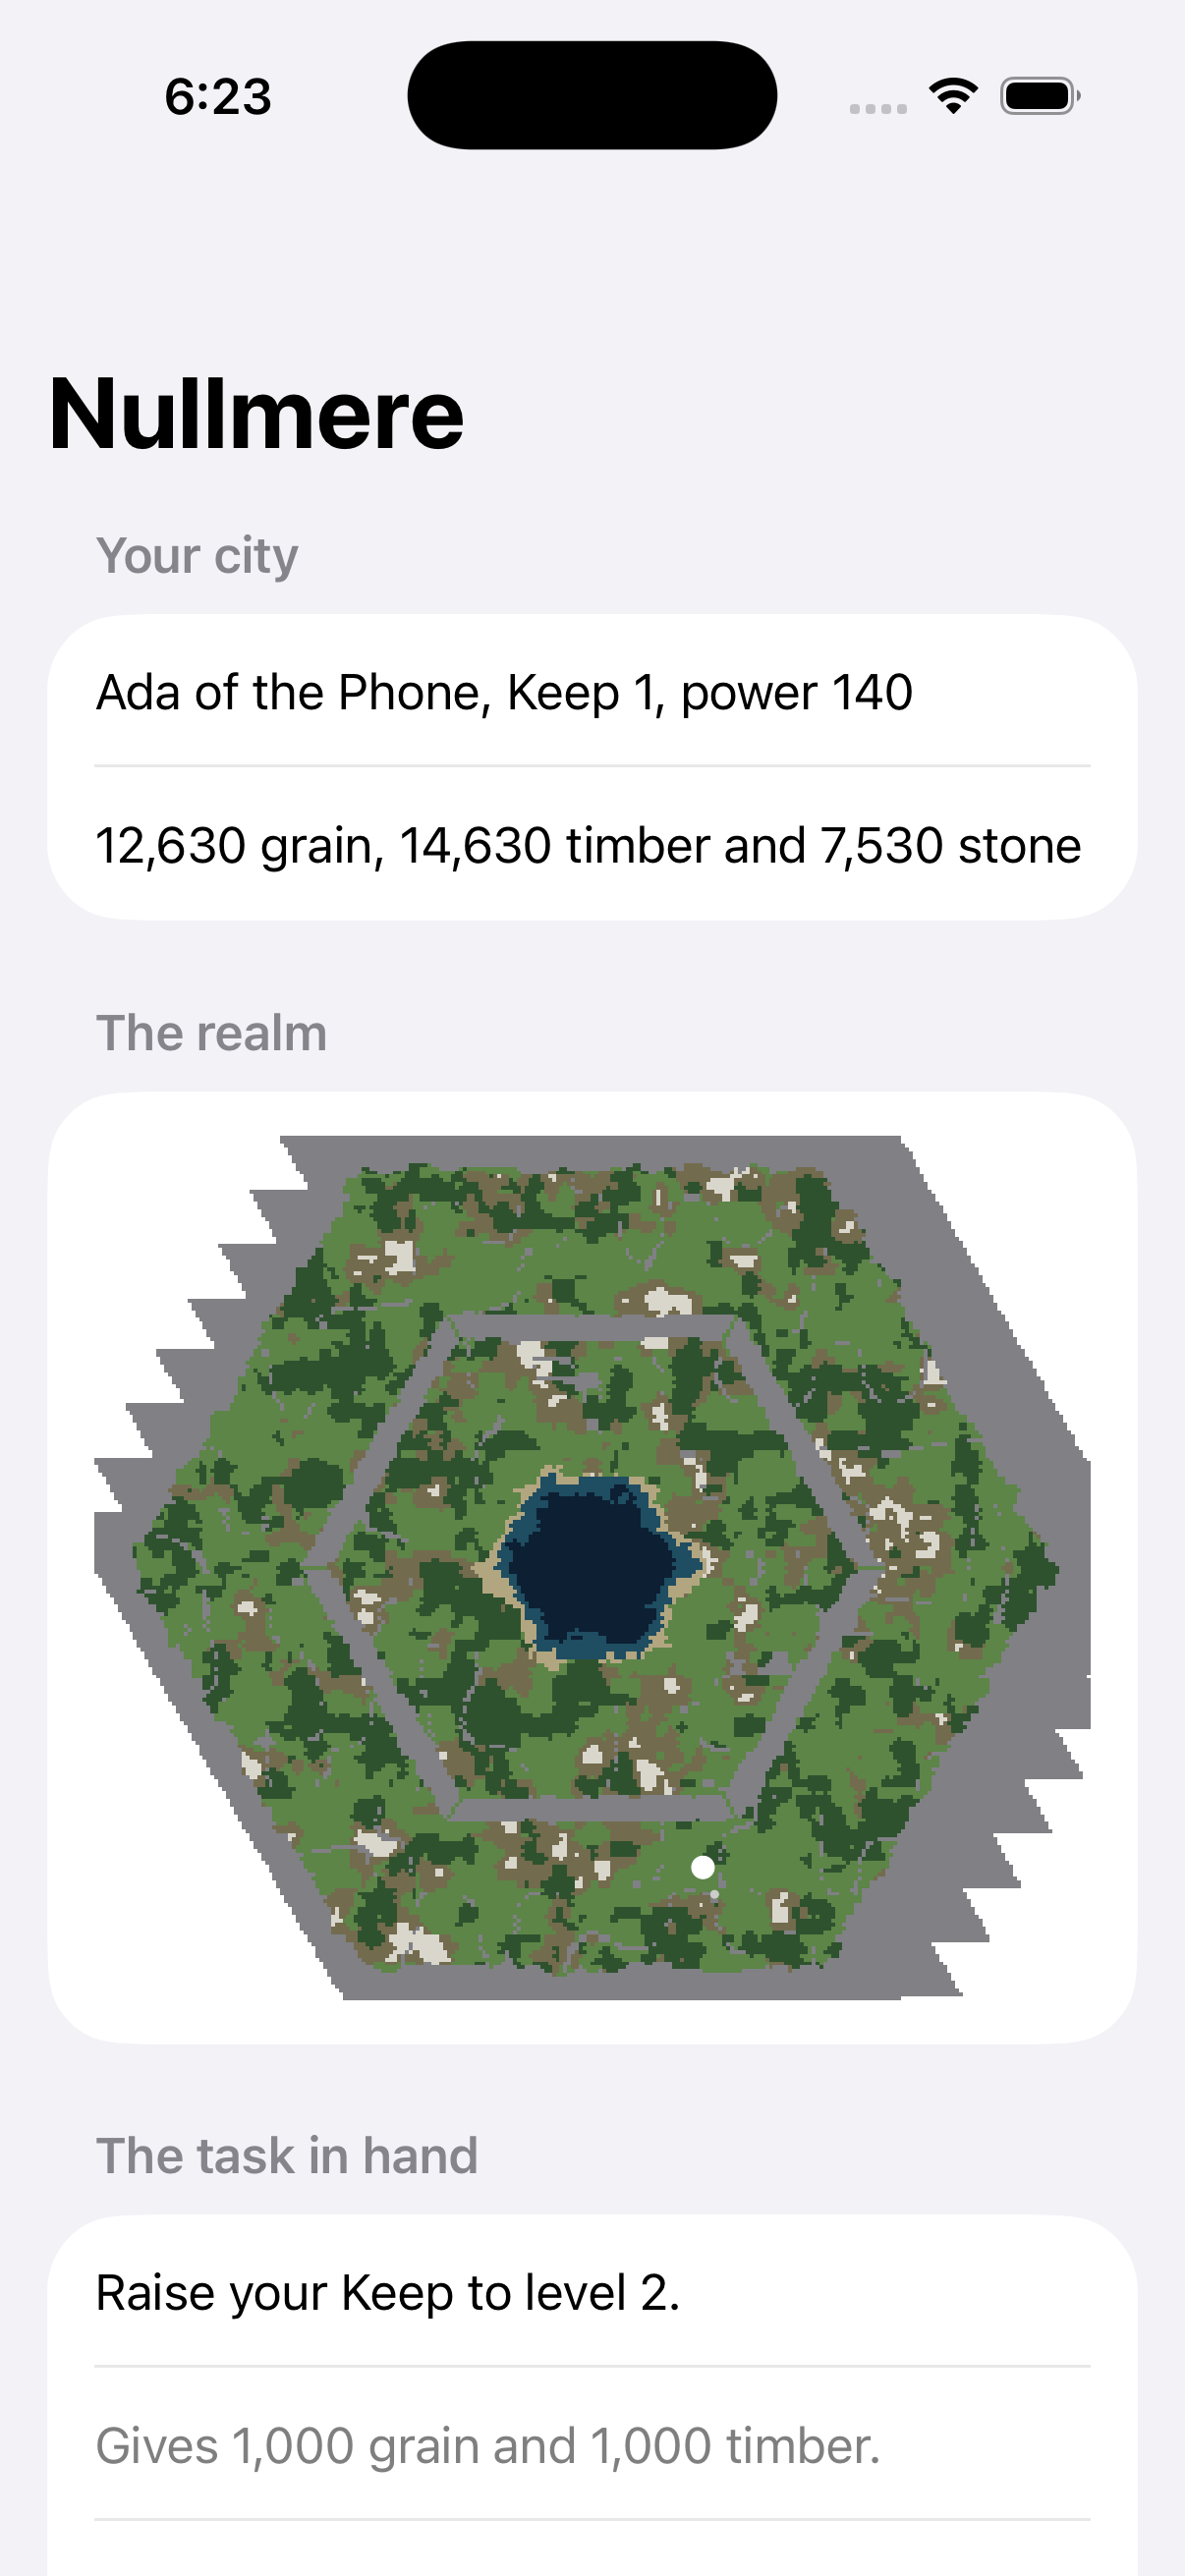 6:23
Nullmere
Your city
Ada of the Phone, Keep 1, power 140
12,630 grain, 14,630 timber and 7,530 stone
The realm
The task in hand
Raise your Keep to level 2.
Gives 1,000 grain and 1,000 timber.